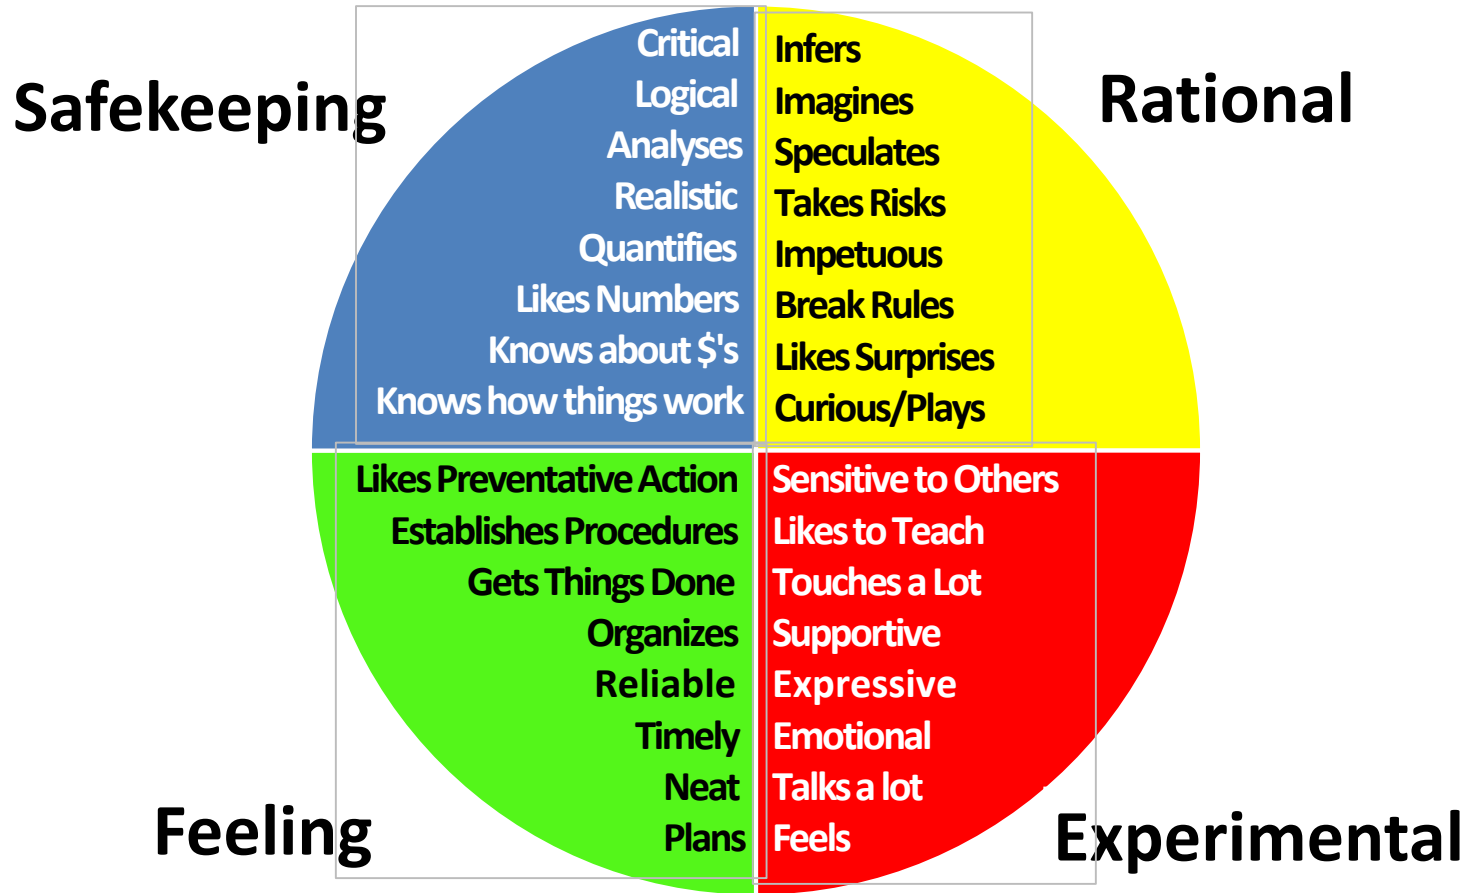 Safekeeping
Critical
Logical
Analyses
Realistic
Quantifies
Likes Numbers
Knows about $'s
Knows how things work
Infers
Imagines
Speculates
Takes Risks
Impetuous
Break Rules
Likes Surprises
Curious/Plays
Rational
Likes Preventative Action
Establishes Procedures
Gets Things Done
Organizes
Reliable
Timely
Neat
Plans
Feeling
Sensitive to Others
Likes to Teach
Touches a Lot
Supportive
Expressive
Emotional
Talks a lot
Feels
Experimental